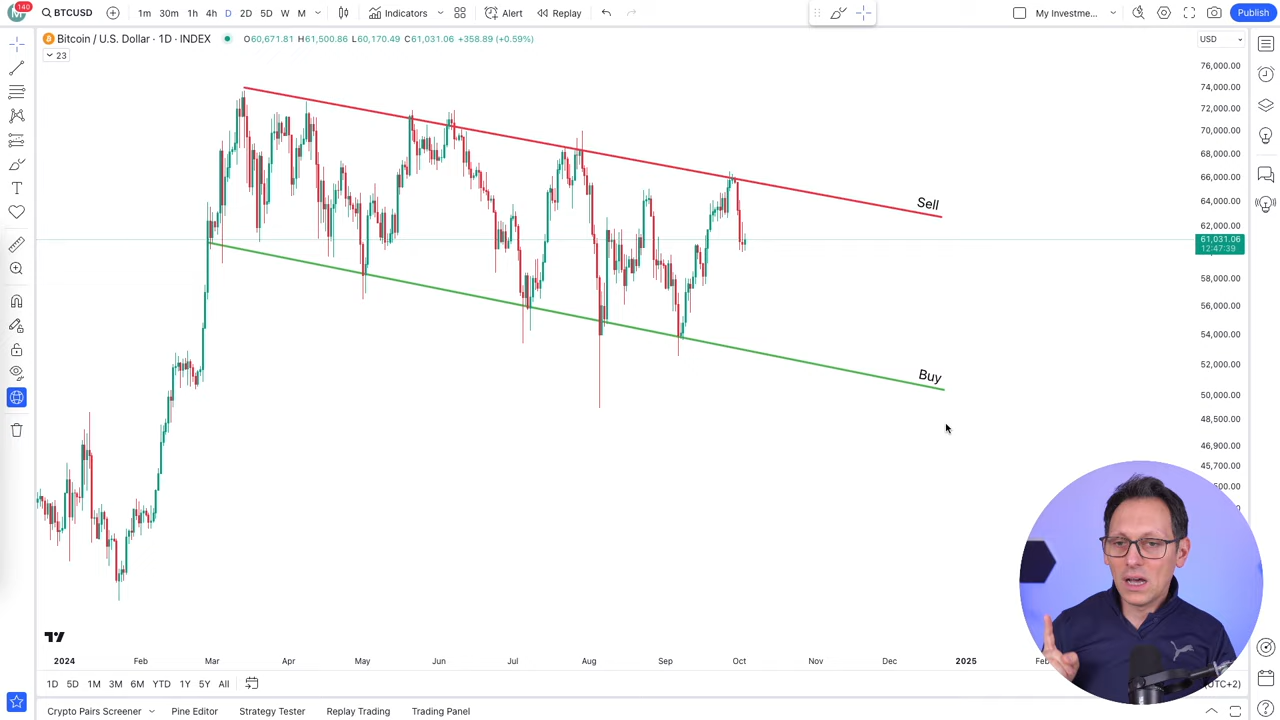 140
BTCUSD
1m 30m 1h 4h D 2D 5D W M
Indicators
Alert
Replay
My Investme...
Publish
Bitcoin / U.S. Dollar · 1D · INDEX
O60,671.81 H61,500.86 L60,170.49 C61,031.06 +358.89 (+0.59%)
USD
23
76,000.00
74,000.00
72,000.00
70,000.00
68,000.00
66,000.00
64,000.00
62,000.00
61,031.06
12:47:39
58,000.00
56,000.00
54,000.00
52,000.00
50,000.00
48,500.00
46,900.00
45,700.00
Sell
Buy
2024 Feb Mar Apr May Jun Jul Aug Sep Oct Nov Dec 2025
1D 5D 1M 3M 6M YTD 1Y 5Y All
(UTC+2)
Crypto Pairs Screener
Pine Editor
Strategy Tester
Replay Trading
Trading Panel